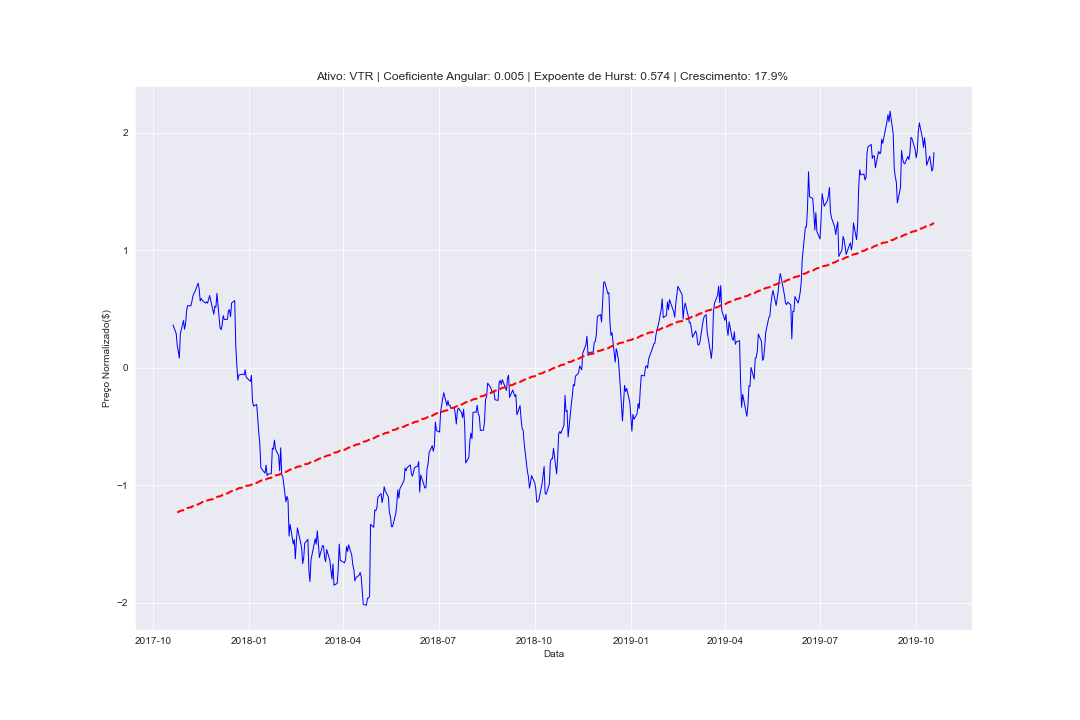 Ativo: VTR | Coeficiente Angular: 0.005 | Expoente de Hurst: 0.574 | Crescimento: 17.9%
Preço Normalizado($)
2
1
0
−1
−2
2017-10 2018-01 2018-04 2018-07 2018-10 2019-01 2019-04 2019-07 2019-10
Data